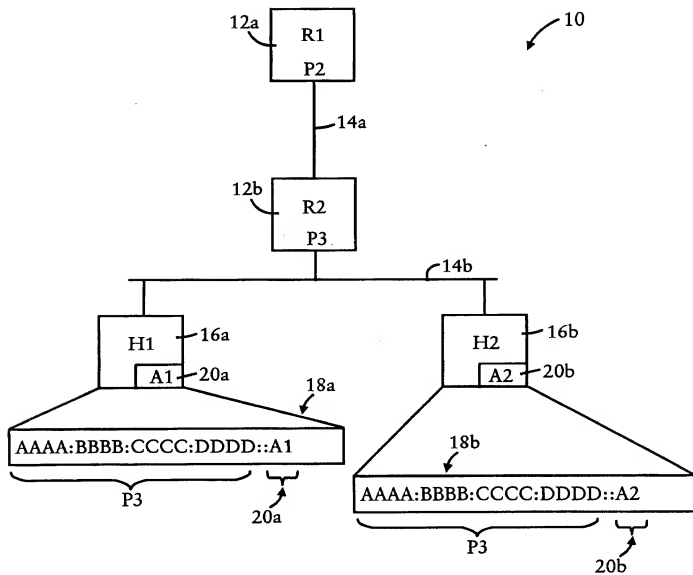 12a
R1
P2
10
14a
12b
R2
P3
14b
H1
16a
A1
20a
H2
16b
A2
20b
18a
AAAA:BBBB:CCCC:DDDD::A1
P3
20a
18b
AAAA:BBBB:CCCC:DDDD::A2
P3
20b